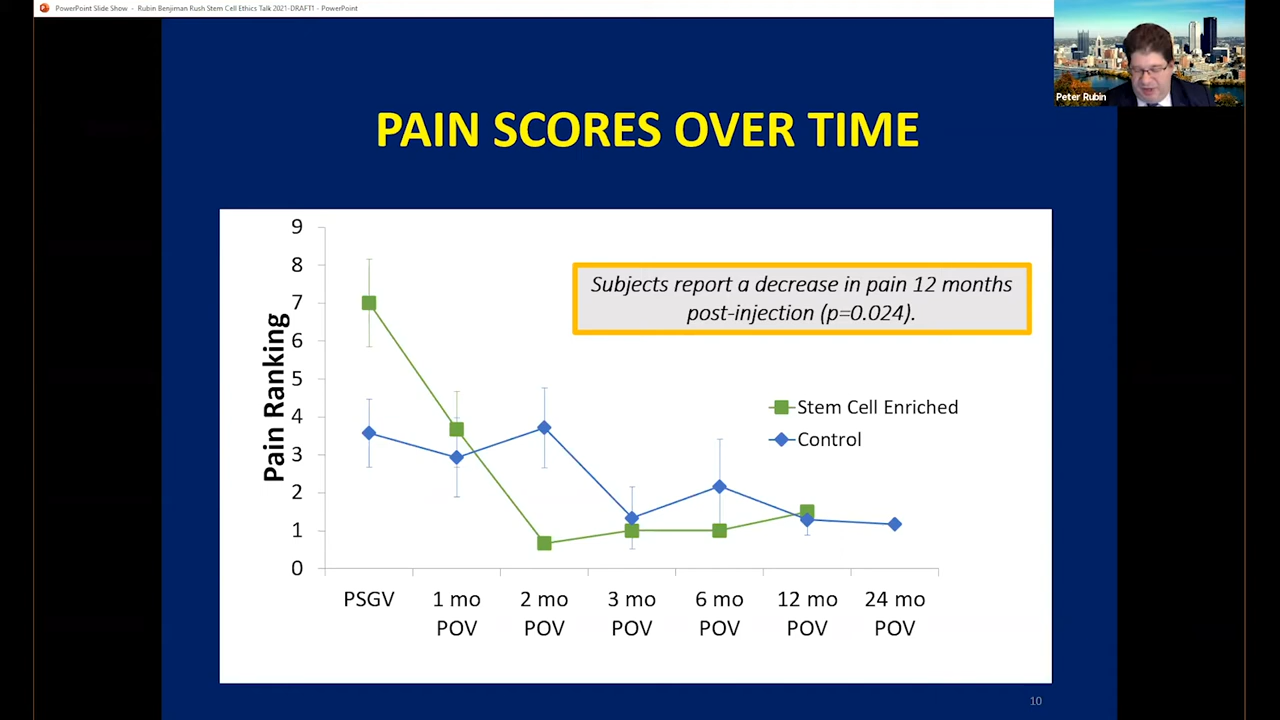 PowerPoint Slide Show - Rubin Benjiman Rush Stem Cell Ethics Talk 2021-DRAFT1 - PowerPoint
Peter Rubin
PAIN SCORES OVER TIME
9
8
7
6
5
4
3
2
1
0
Pain Ranking
Subjects report a decrease in pain 12 months
post-injection (p=0.024).
Stem Cell Enriched
Control
PSGV 1 mo 2 mo 3 mo 6 mo 12 mo 24 mo
POV POV POV POV POV POV
10